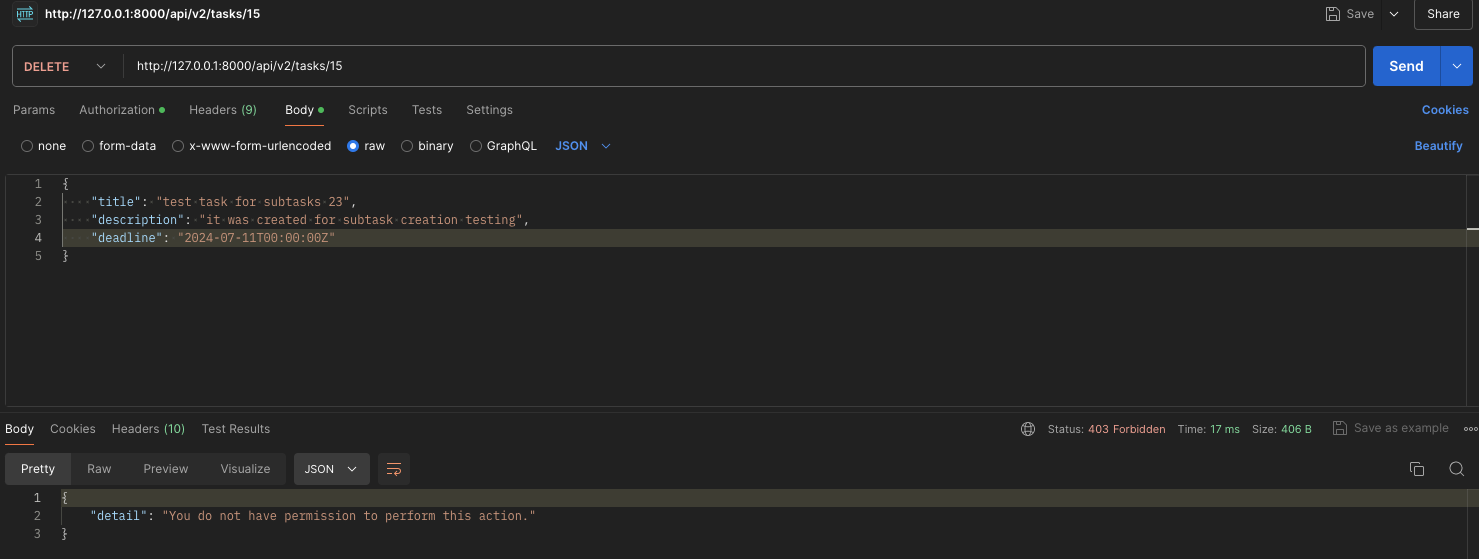 HTTP http://127.0.0.1:8000/api/v2/tasks/15 Save Share
DELETE http://127.0.0.1:8000/api/v2/tasks/15 Send
Params Authorization Headers (9) Body Scripts Tests Settings Cookies
none form-data x-www-form-urlencoded raw binary GraphQL JSON Beautify
1 {
2 ····"title":·"test·task·for·subtasks·23",
3 ····"description":·"it·was·created·for·subtask·creation·testing",
4 ····"deadline":·"2024-07-11T00:00:00Z"
5 }
Body Cookies Headers (10) Test Results Status: 403 Forbidden Time: 17 ms Size: 406 B Save as example
Pretty Raw Preview Visualize JSON
1 {
2 "detail": "You do not have permission to perform this action."
3 }